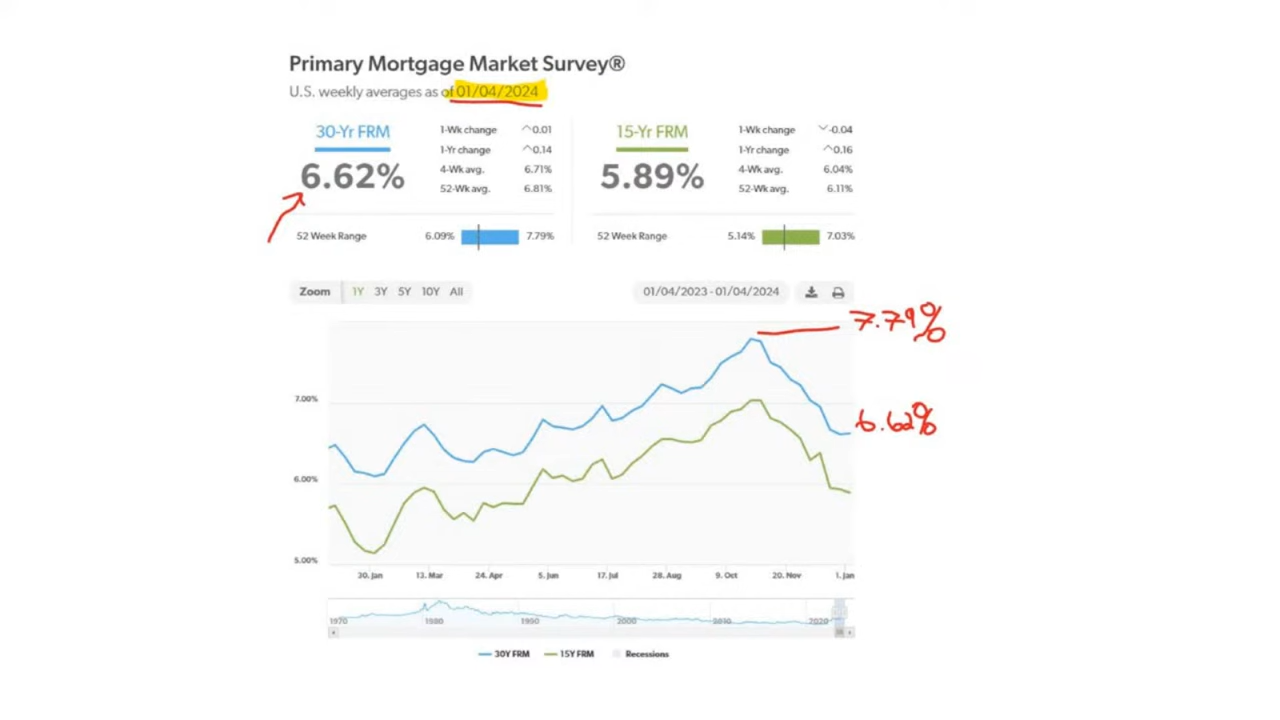 Primary Mortgage Market Survey®
U.S. weekly averages as of 01/04/2024
30-Yr FRM
6.62%
1-Wk change ^0.01
1-Yr change ^0.14
4-Wk avg. 6.71%
52-Wk avg. 6.81%
52 Week Range 6.09% 7.79%
15-Yr FRM
5.89%
1-Wk change ˅-0.04
1-Yr change ^0.16
4-Wk avg. 6.04%
52-Wk avg. 6.11%
52 Week Range 5.14% 7.03%
Zoom 1Y 3Y 5Y 10Y All
01/04/2023 - 01/04/2024
7.79%
7.00%
6.62%
6.00%
5.00%
30. Jan 13. Mar 24. Apr 5. Jun 17. Jul 28. Aug 9. Oct 20. Nov 1. Jan
1970 1980 1990 2000 2010 2020
30Y FRM 15Y FRM Recessions